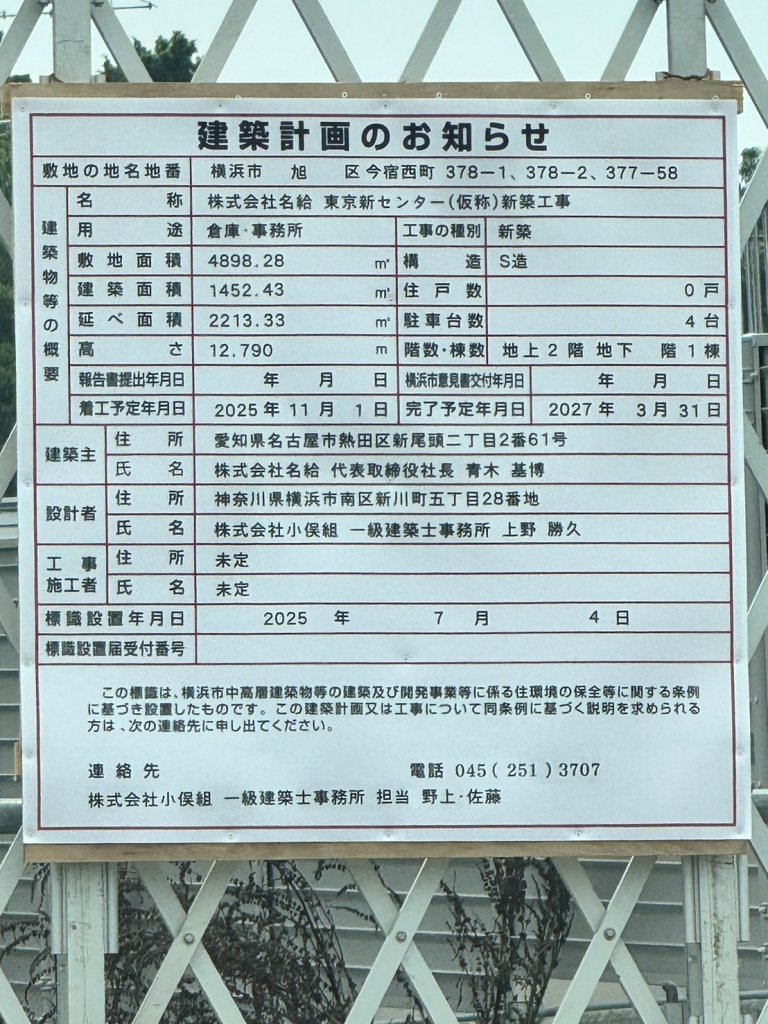 建築計画のお知らせ
敷地の地名地番 横浜市 旭 区今宿西町 378－1、378－2、377－58
建築物等の概要
名称 株式会社名給 東京新センター(仮称)新築工事
用途 倉庫・事務所 工事の種別 新築
敷地面積 4898.28 ㎡ 構造 S造
建築面積 1452.43 ㎡ 住戸数 0 戸
延べ面積 2213.33 ㎡ 駐車台数 4 台
高さ 12.790 m 階数・棟数 地上 2 階 地下 階 1 棟
報告書提出年月日 年 月 日 横浜市意見書交付年月日 年 月 日
着工予定年月日 2025 年 11 月 1 日 完了予定年月日 2027 年 3 月 31 日
建築主 住所 愛知県名古屋市熱田区新尾頭二丁目2番61号
氏名 株式会社名給 代表取締役社長 青木 基博
設計者 住所 神奈川県横浜市南区新川町五丁目28番地
氏名 株式会社小俣組 一級建築士事務所 上野 勝久
工事施工者 住所 未定
氏名 未定
標識設置年月日 2025 年 7 月 4 日
標識設置届受付番号
この標識は、横浜市中高層建築物等の建築及び開発事業等に係る住環境の保全等に関する条例
に基づき設置したものです。この建築計画又は工事について同条例に基づく説明を求められる
方は、次の連絡先に申し出てください。
連絡先 電話 045 ( 251 ) 3707
株式会社小俣組 一級建築士事務所 担当 野上・佐藤